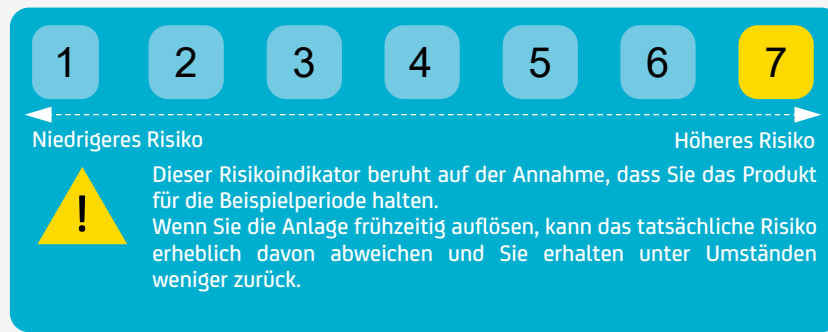 1 2 3 4 5 6 7
Niedrigeres Risiko Höheres Risiko
Dieser Risikoindikator beruht auf der Annahme, dass Sie das Produkt
für die Beispielperiode halten.
Wenn Sie die Anlage frühzeitig auflösen, kann das tatsächliche Risiko
erheblich davon abweichen und Sie erhalten unter Umständen
weniger zurück.
!